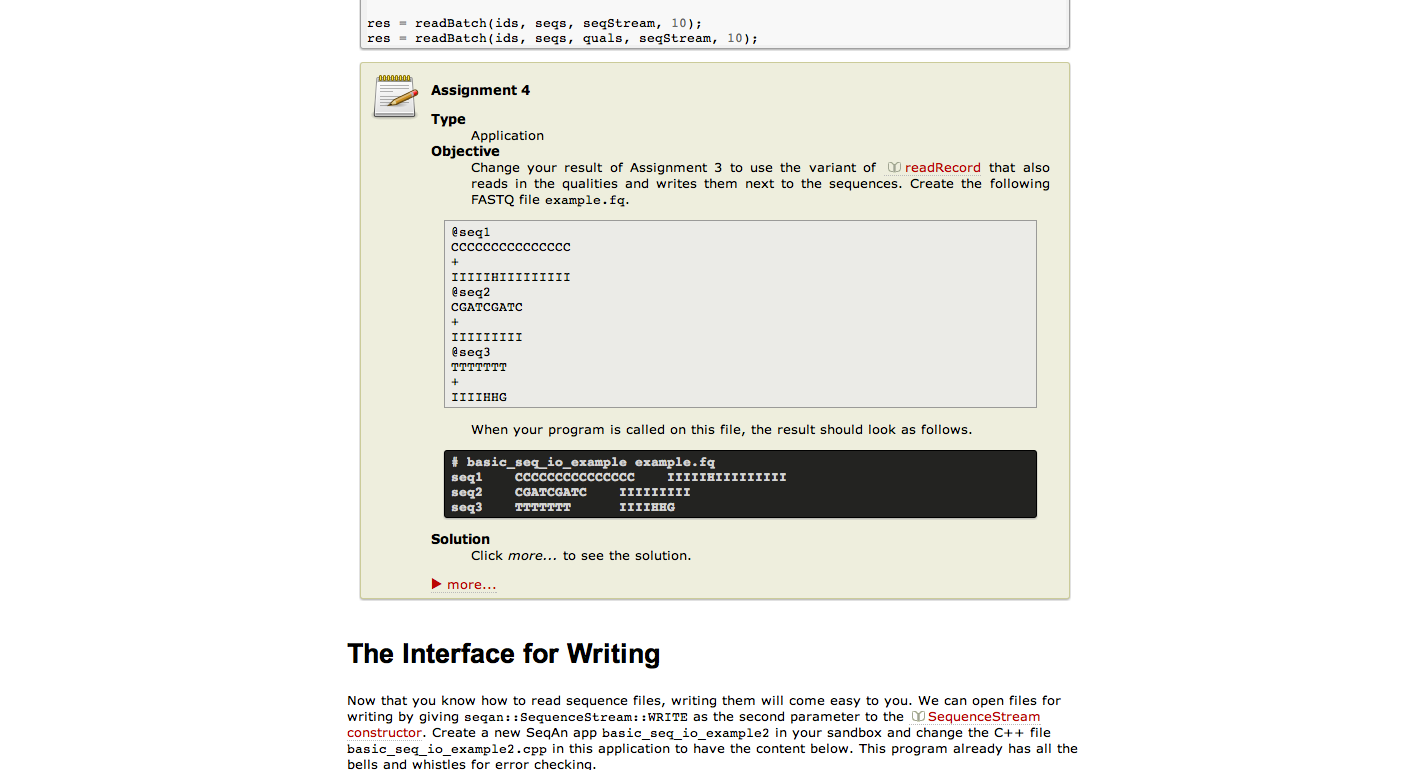 res = readBatch(ids, seqs, seqStream, 10);
res = readBatch(ids, seqs, quals, seqStream, 10);
Assignment 4
Type
Application
Objective
Change your result of Assignment 3 to use the variant of readRecord that also
reads in the qualities and writes them next to the sequences. Create the following
FASTQ file example.fq.
@seq1
CCCCCCCCCCCCCCC
+
IIIIIHIIIIIIIII
@seq2
CGATCGATC
+
IIIIIIIII
@seq3
TTTTTTT
+
IIIIHHG
When your program is called on this file, the result should look as follows.
# basic_seq_io_example example.fq
seq1    CCCCCCCCCCCCCCC    IIIIIHIIIIIIIII
seq2    CGATCGATC    IIIIIIIII
seq3    TTTTTTT      IIIIHHG
Solution
Click more... to see the solution.
more...
The Interface for Writing
Now that you know how to read sequence files, writing them will come easy to you. We can open files for
writing by giving seqan::SequenceStream::WRITE as the second parameter to the SequenceStream
constructor. Create a new SeqAn app basic_seq_io_example2 in your sandbox and change the C++ file
basic_seq_io_example2.cpp in this application to have the content below. This program already has all the
bells and whistles for error checking.